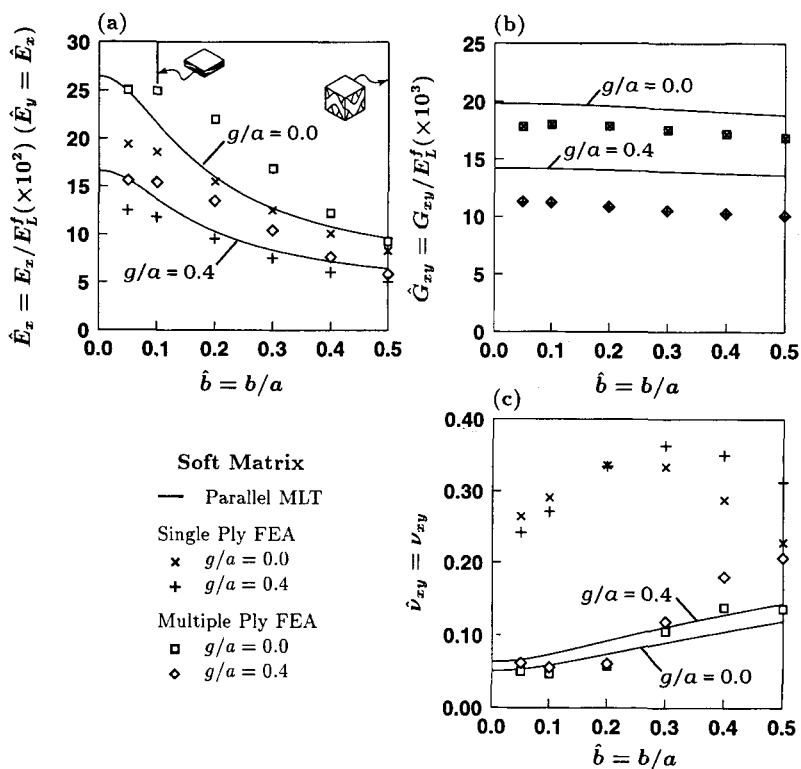 (a)
30
25
20
15
10
5
0
0.0 0.1 0.2 0.3 0.4 0.5
Ê_x = E_x/E_L^f(×10²) (Ê_y = Ê_x)
b̂ = b/a
g/a = 0.0
g/a = 0.4
(b)
25
20
15
10
5
0
0.0 0.1 0.2 0.3 0.4 0.5
Ĝ_xy = G_xy/E_L^f(×10³)
b̂ = b/a
g/a = 0.0
g/a = 0.4
(c)
0.40
0.30
0.20
0.10
0.00
0.0 0.1 0.2 0.3 0.4 0.5
ν̂_xy = ν_xy
b̂ = b/a
g/a = 0.4
g/a = 0.0
Soft Matrix
— Parallel MLT
Single Ply FEA
× g/a = 0.0
+ g/a = 0.4
Multiple Ply FEA
□ g/a = 0.0
◇ g/a = 0.4